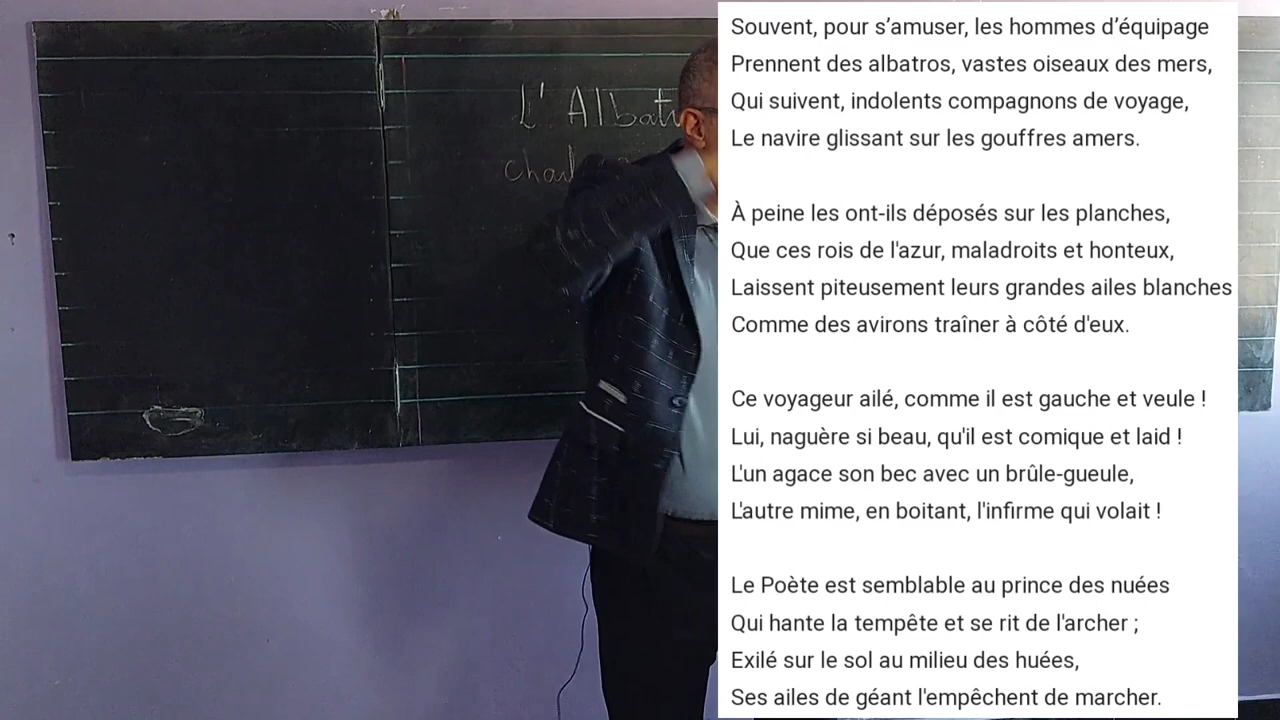 L'Albat
chal
Souvent, pour s’amuser, les hommes d’équipage
Prennent des albatros, vastes oiseaux des mers,
Qui suivent, indolents compagnons de voyage,
Le navire glissant sur les gouffres amers.
À peine les ont-ils déposés sur les planches,
Que ces rois de l'azur, maladroits et honteux,
Laissent piteusement leurs grandes ailes blanches
Comme des avirons traîner à côté d'eux.
Ce voyageur ailé, comme il est gauche et veule !
Lui, naguère si beau, qu'il est comique et laid !
L'un agace son bec avec un brûle-gueule,
L'autre mime, en boitant, l'infirme qui volait !
Le Poète est semblable au prince des nuées
Qui hante la tempête et se rit de l'archer ;
Exilé sur le sol au milieu des huées,
Ses ailes de géant l'empêchent de marcher.